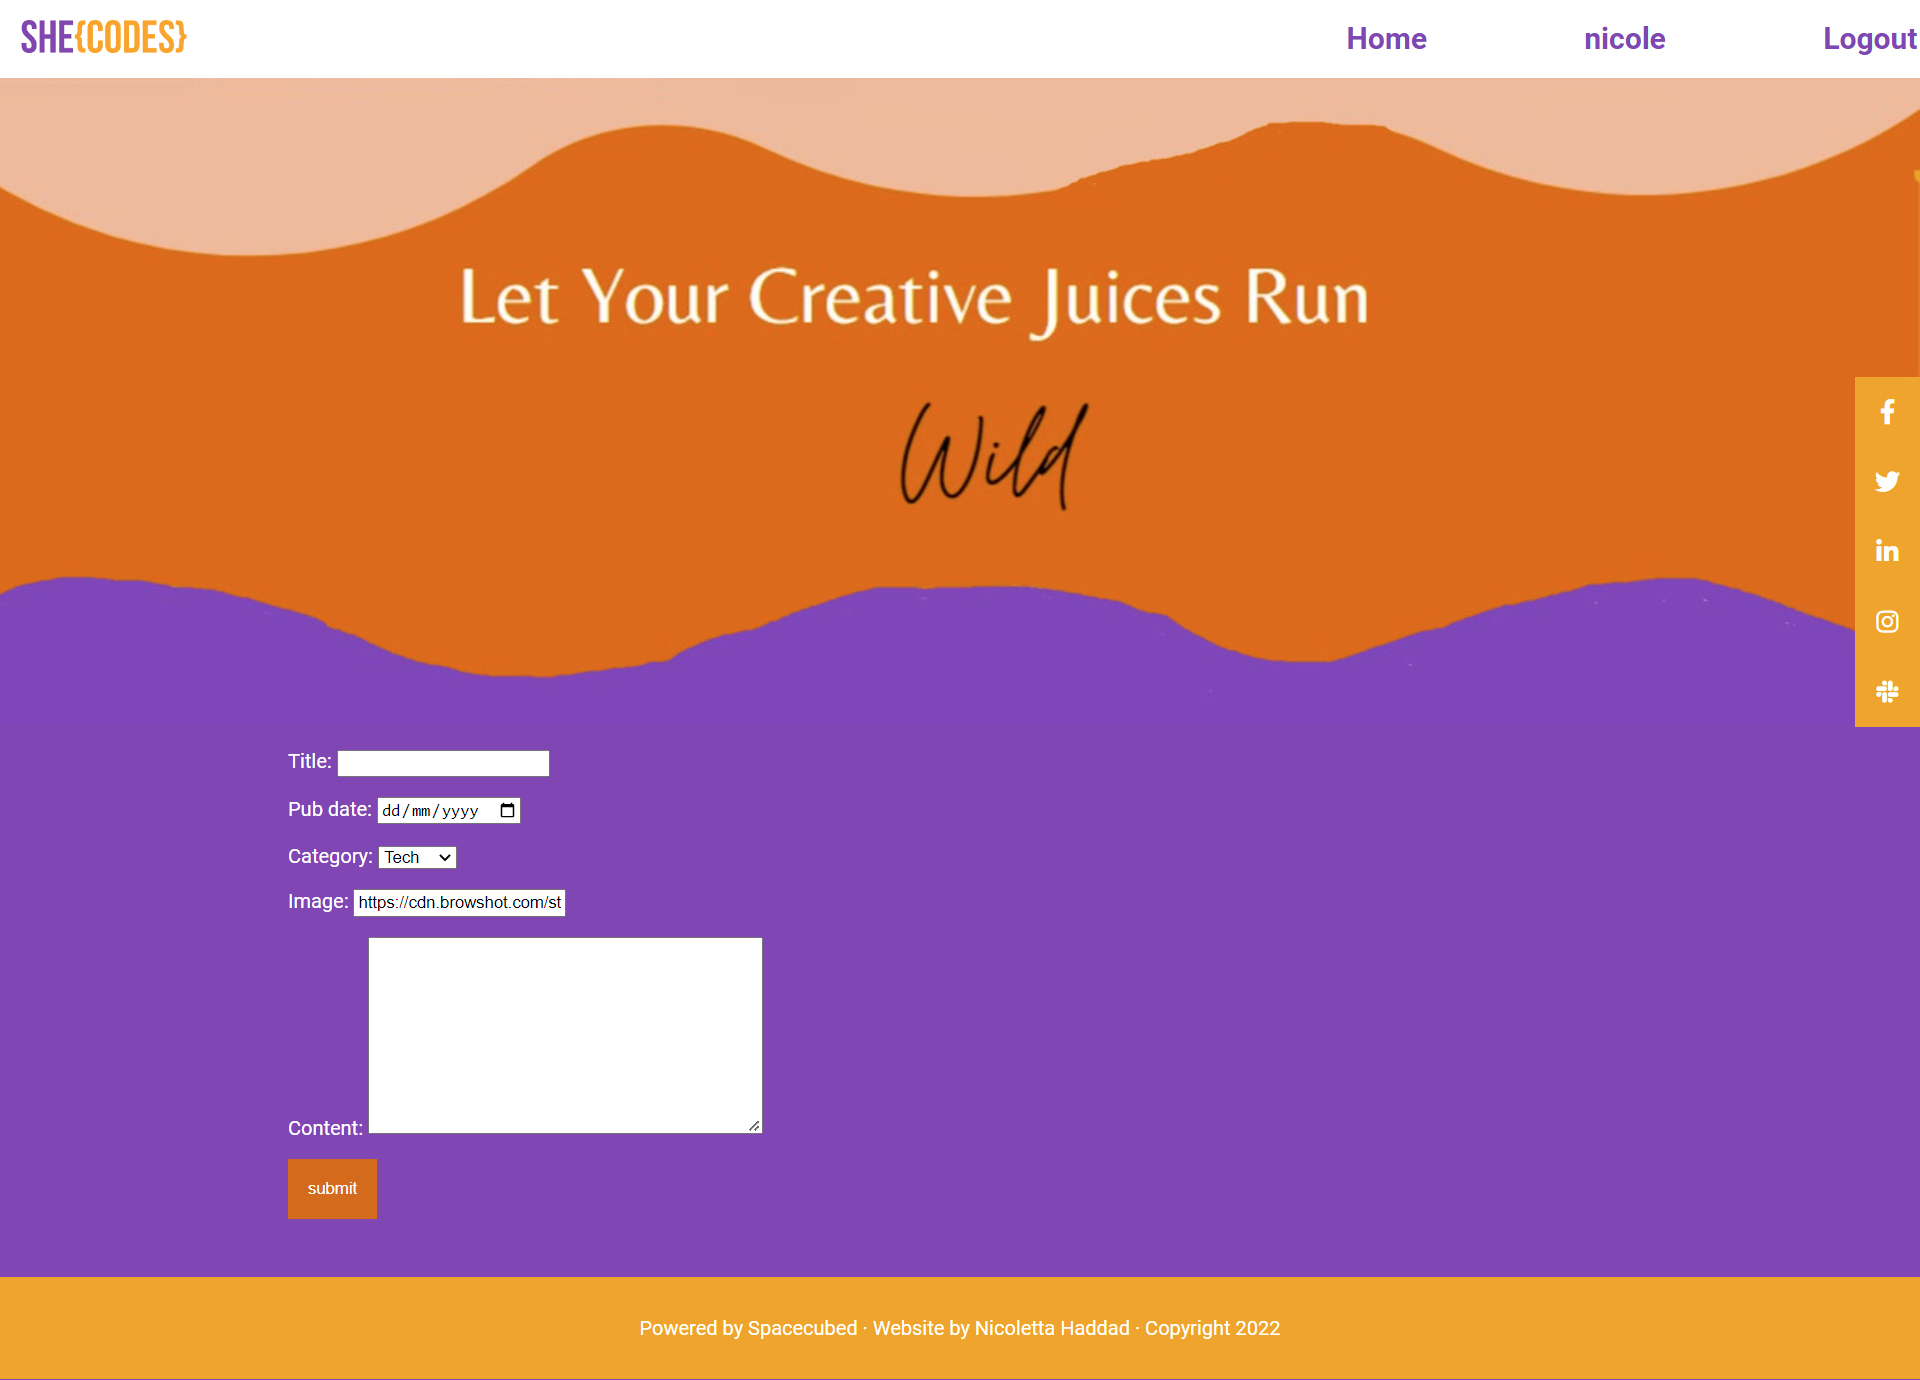 SHE{CODES}
Home nicole Logout
Let Your Creative Juices Run
Wild
Title:
Pub date: dd/mm/yyyy
Category: Tech
Image: https://cdn.browshot.com/st
Content:
submit
Powered by Spacecubed · Website by Nicoletta Haddad · Copyright 2022